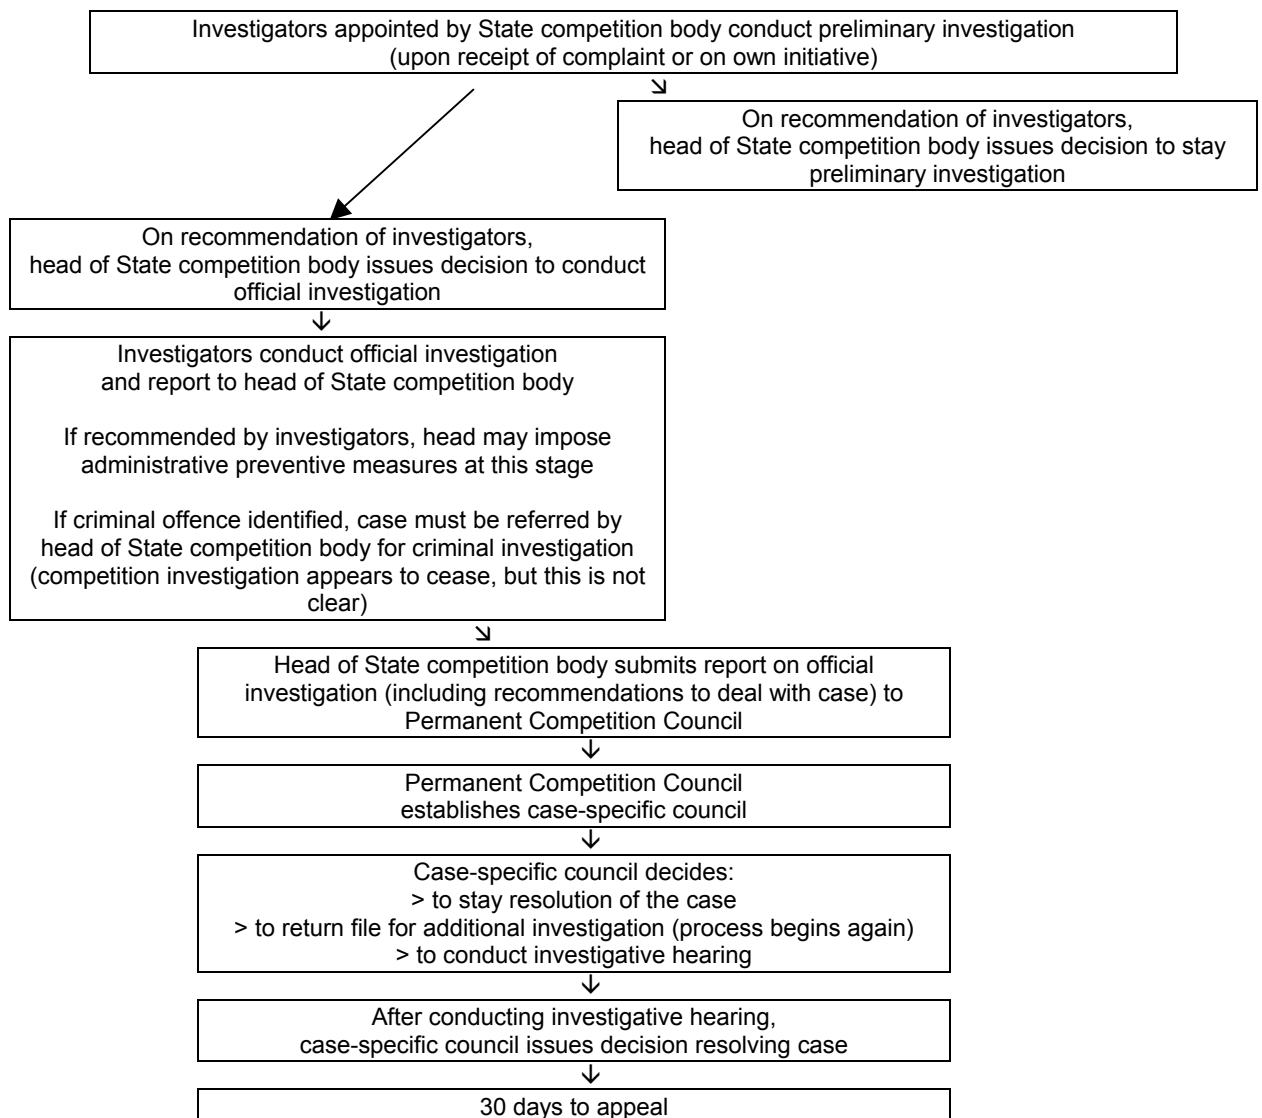 Investigators appointed by State competition body conduct preliminary investigation
(upon receipt of complaint or on own initiative)
On recommendation of investigators,
head of State competition body issues decision to stay
preliminary investigation
On recommendation of investigators,
head of State competition body issues decision to conduct
official investigation
Investigators conduct official investigation
and report to head of State competition body
If recommended by investigators, head may impose
administrative preventive measures at this stage
If criminal offence identified, case must be referred by
head of State competition body for criminal investigation
(competition investigation appears to cease, but this is not
clear)
Head of State competition body submits report on official
investigation (including recommendations to deal with case) to
Permanent Competition Council
Permanent Competition Council
establishes case-specific council
Case-specific council decides:
> to stay resolution of the case
> to return file for additional investigation (process begins again)
> to conduct investigative hearing
After conducting investigative hearing,
case-specific council issues decision resolving case
30 days to appeal